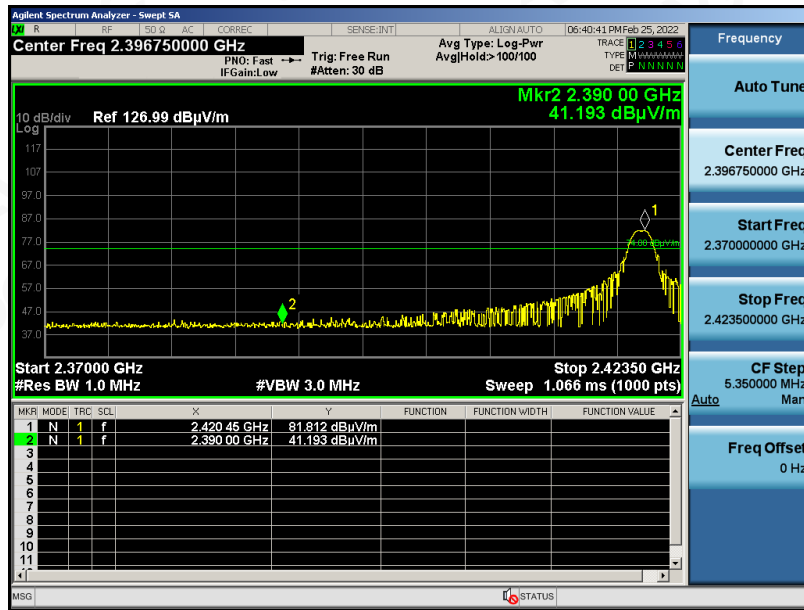 Agilent Spectrum Analyzer - Swept SA
LXI R RF 50 Ω AC CORREC SENSE:INT ALIGN AUTO 06:40:41 PM Feb 25, 2022
Center Freq 2.396750000 GHz
PNO: Fast
IFGain:Low
Trig: Free Run
#Atten: 30 dB
Avg Type: Log-Pwr
Avg|Hold:>100/100
TRACE 1 2 3 4 5 6
TYPE M
DET P N N N N N
Mkr2 2.390 00 GHz
41.193 dBµV/m
10 dB/div Ref 126.99 dBµV/m
Log
117
107
97.0
87.0
77.0
67.0
57.0
47.0
37.0
1
74.00 dBµV/m
2
Start 2.37000 GHz Stop 2.42350 GHz
#Res BW 1.0 MHz #VBW 3.0 MHz Sweep 1.066 ms (1000 pts)
MKR MODE TRC SCL X Y FUNCTION FUNCTION WIDTH FUNCTION VALUE
1 N 1 f 2.420 45 GHz 81.812 dBµV/m
2 N 1 f 2.390 00 GHz 41.193 dBµV/m
3
4
5
6
7
8
9
10
11
MSG STATUS
Frequency
Auto Tune
Center Freq
2.396750000 GHz
Start Freq
2.370000000 GHz
Stop Freq
2.423500000 GHz
CF Step
5.350000 MHz
Auto Man
Freq Offset
0 Hz